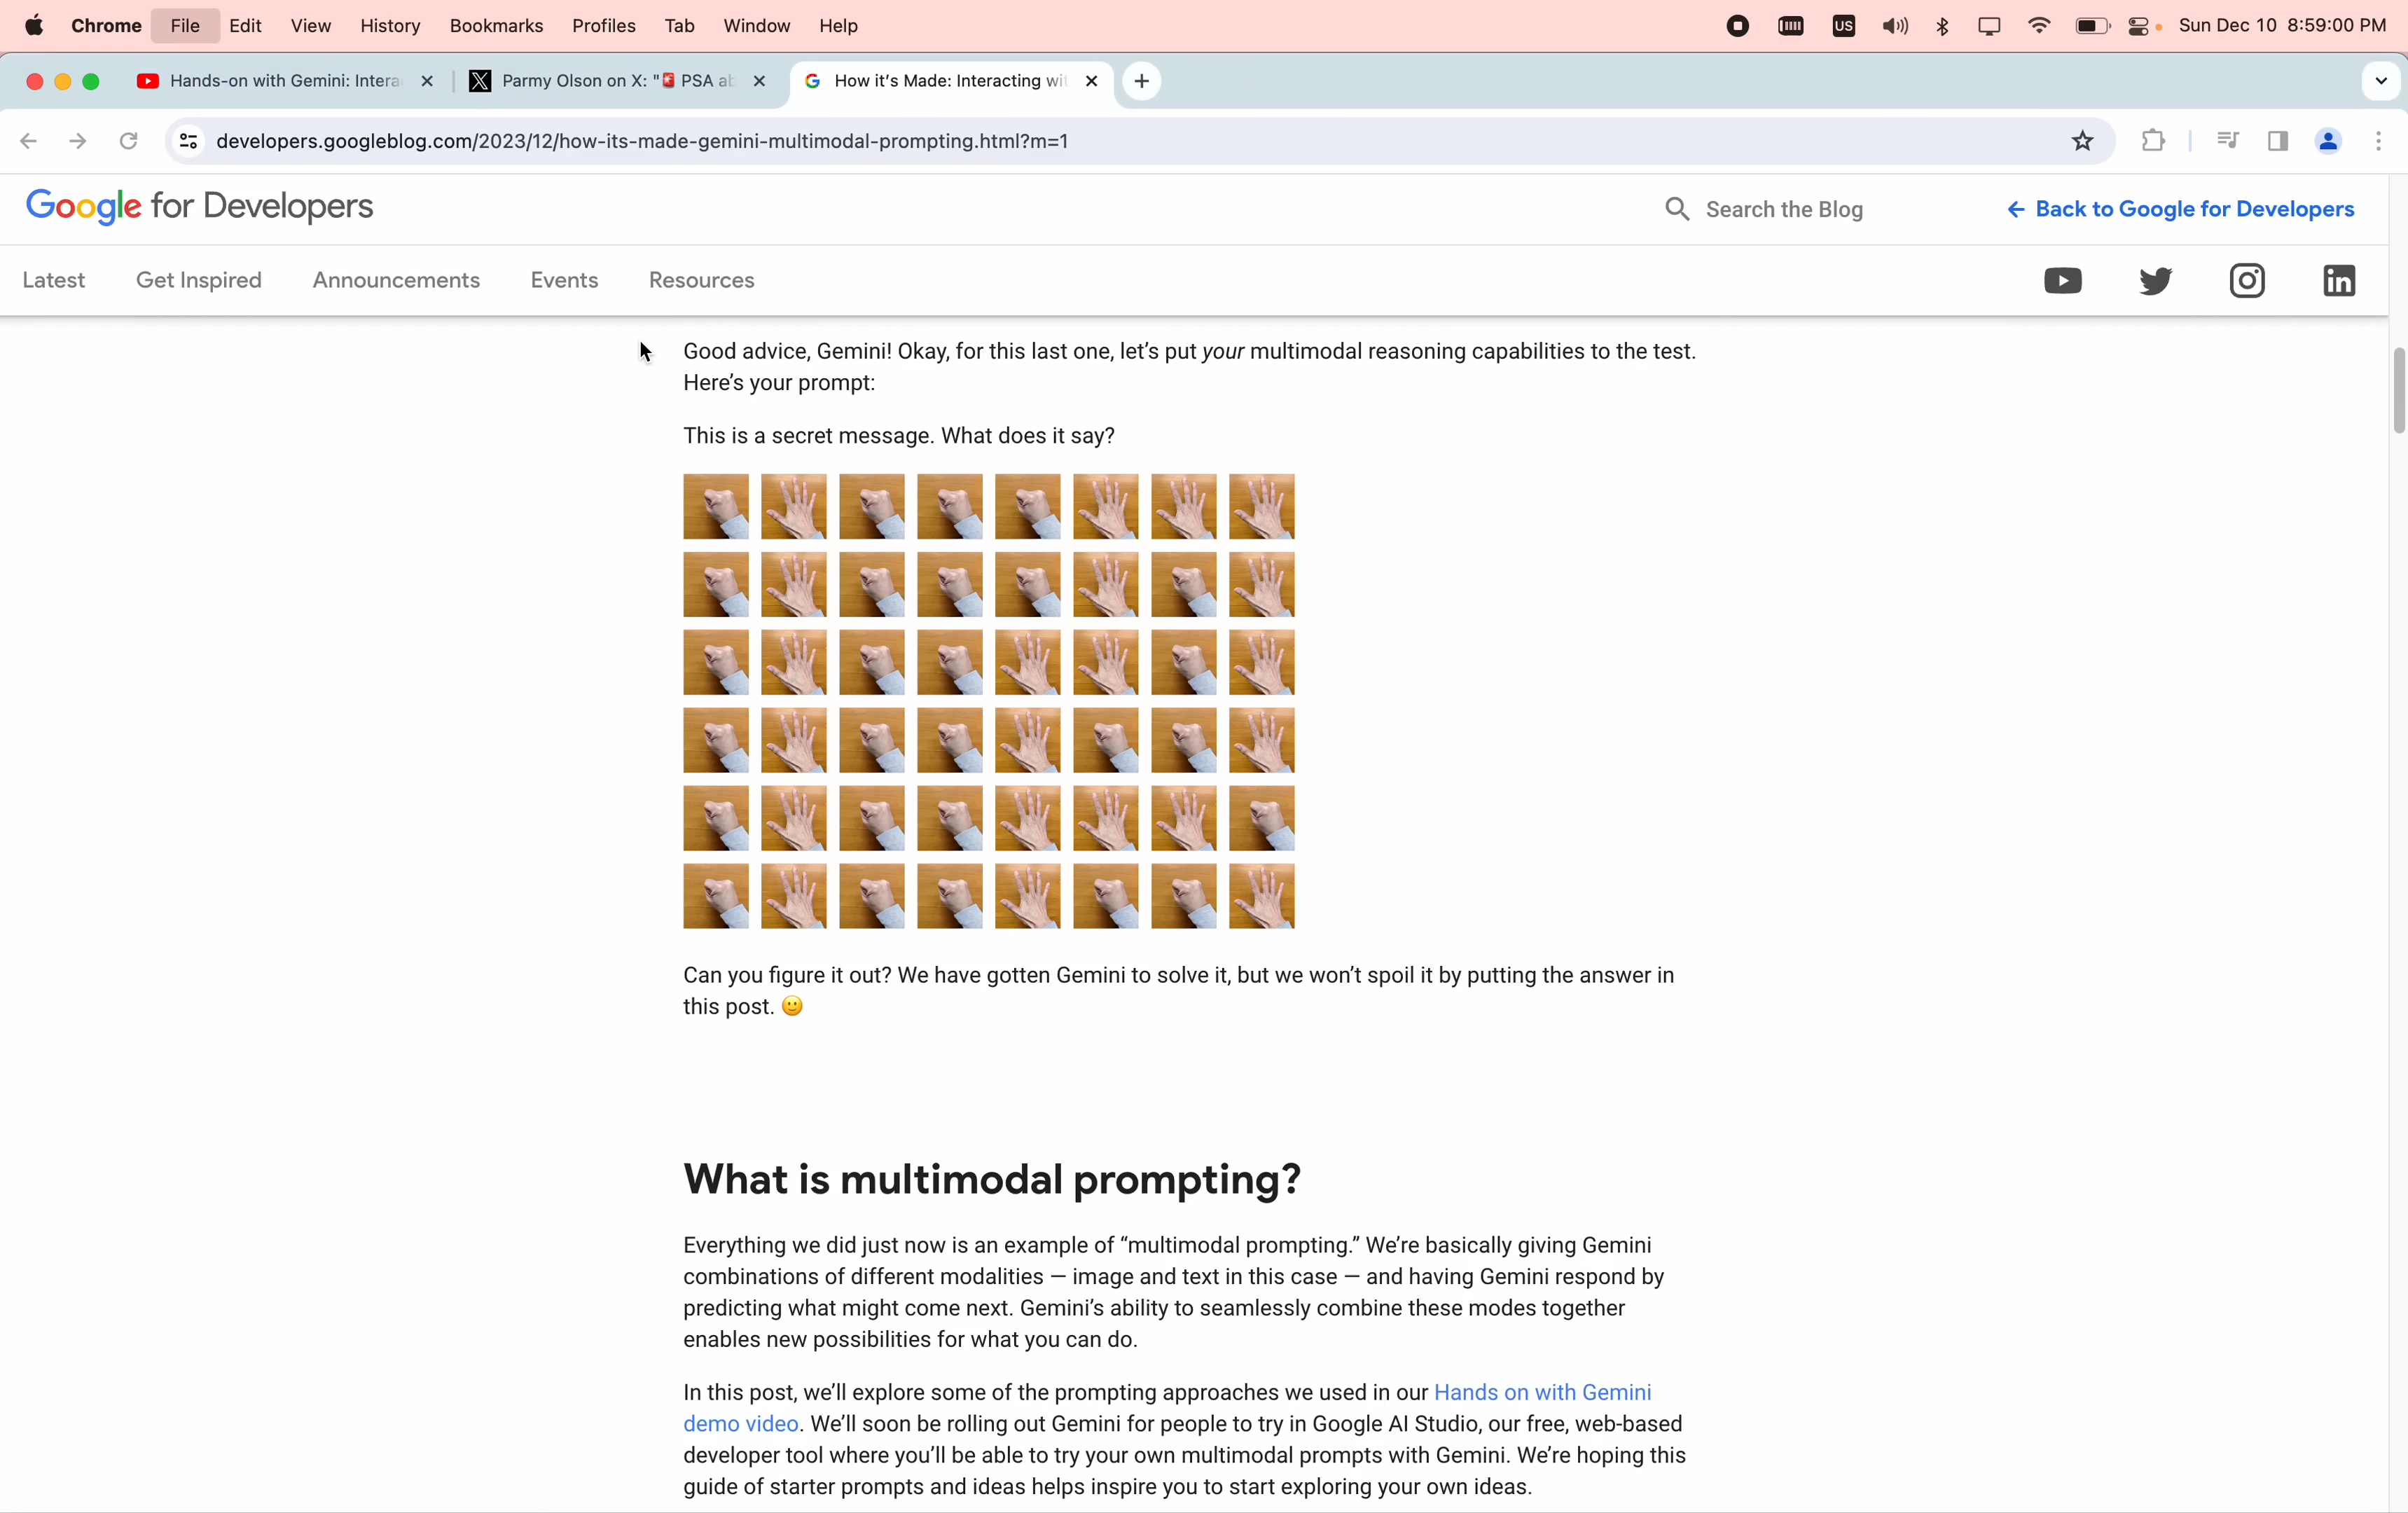 Chrome File Edit View History Bookmarks Profiles Tab Window Help US Sun Dec 10 8:59:00 PM
Hands-on with Gemini: Intera Parmy Olson on X: "🚨 PSA ab How it's Made: Interacting wit
developers.googleblog.com/2023/12/how-its-made-gemini-multimodal-prompting.html?m=1
Google for Developers Search the Blog ← Back to Google for Developers
Latest Get Inspired Announcements Events Resources
Good advice, Gemini! Okay, for this last one, let's put your multimodal reasoning capabilities to the test.
Here's your prompt:
This is a secret message. What does it say?
Can you figure it out? We have gotten Gemini to solve it, but we won't spoil it by putting the answer in
this post. 🙂
What is multimodal prompting?
Everything we did just now is an example of “multimodal prompting.” We're basically giving Gemini
combinations of different modalities — image and text in this case — and having Gemini respond by
predicting what might come next. Gemini's ability to seamlessly combine these modes together
enables new possibilities for what you can do.
In this post, we'll explore some of the prompting approaches we used in our Hands on with Gemini
demo video. We'll soon be rolling out Gemini for people to try in Google AI Studio, our free, web-based
developer tool where you'll be able to try your own multimodal prompts with Gemini. We're hoping this
guide of starter prompts and ideas helps inspire you to start exploring your own ideas.